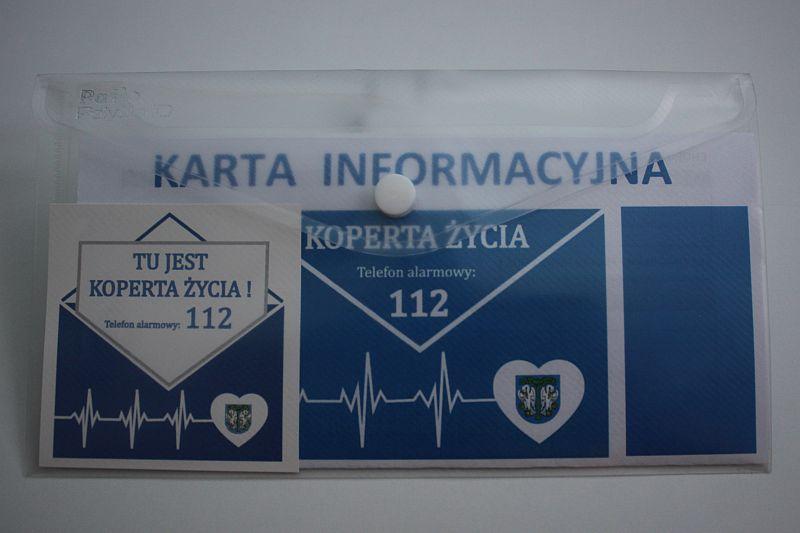 KARTA INFORMACYJNA
TU JEST
KOPERTA ŻYCIA !
Telefon alarmowy: 112
KOPERTA ŻYCIA
Telefon alarmowy:
112